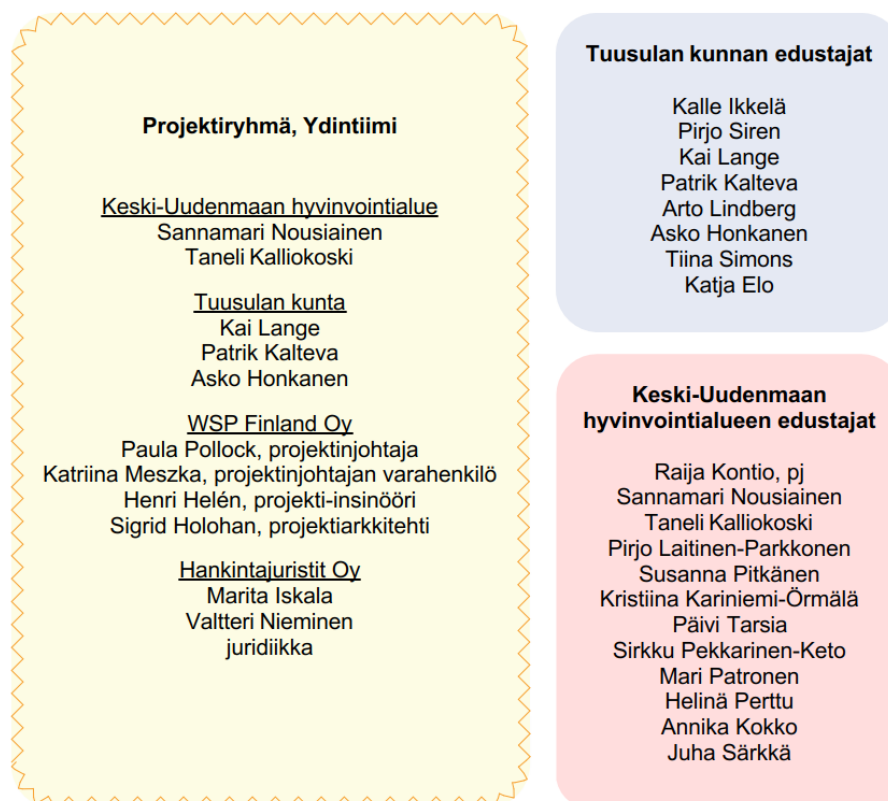 Projektiryhmä, Ydintiimi
Keski-Uudenmaan hyvinvointialue
Sannamari Nousiainen
Taneli Kalliokoski
Tuusulan kunta
Kai Lange
Patrik Kalteva
Asko Honkanen
WSP Finland Oy
Paula Pollock, projektinjohtaja
Katriina Meszka, projektinjohtajan varahenkilö
Henri Helén, projekti-insinööri
Sigrid Holohan, projektiarkkitehti
Hankintajuristit Oy
Marita Iskala
Valtteri Nieminen
juridiikka
Tuusulan kunnan edustajat
Kalle Ikkelä
Pirjo Siren
Kai Lange
Patrik Kalteva
Arto Lindberg
Asko Honkanen
Tiina Simons
Katja Elo
Keski-Uudenmaan
hyvinvointialueen edustajat
Raija Kontio, pj
Sannamari Nousiainen
Taneli Kalliokoski
Pirjo Laitinen-Parkkonen
Susanna Pitkänen
Kristiina Kariniemi-Örmälä
Päivi Tarsia
Sirkku Pekkarinen-Keto
Mari Patronen
Helinä Perttu
Annika Kokko
Juha Särkkä